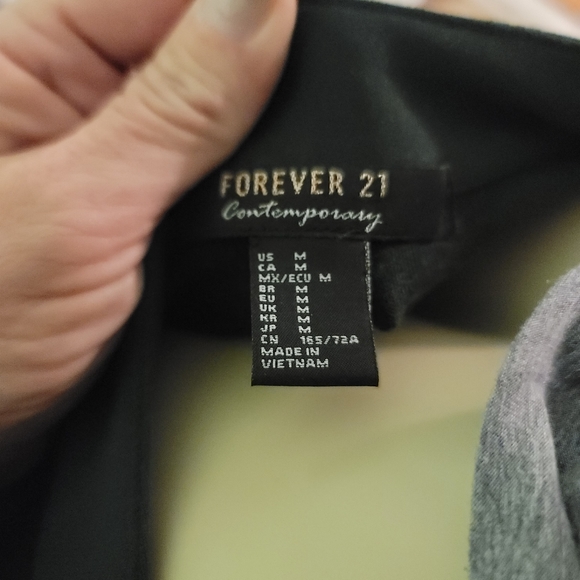 FOREVER 21
Contemporary
US M
CA M
MX/ECU M
BR M
EU M
UK M
KR M
JP M
CN 165/72A
MADE IN
VIETNAM